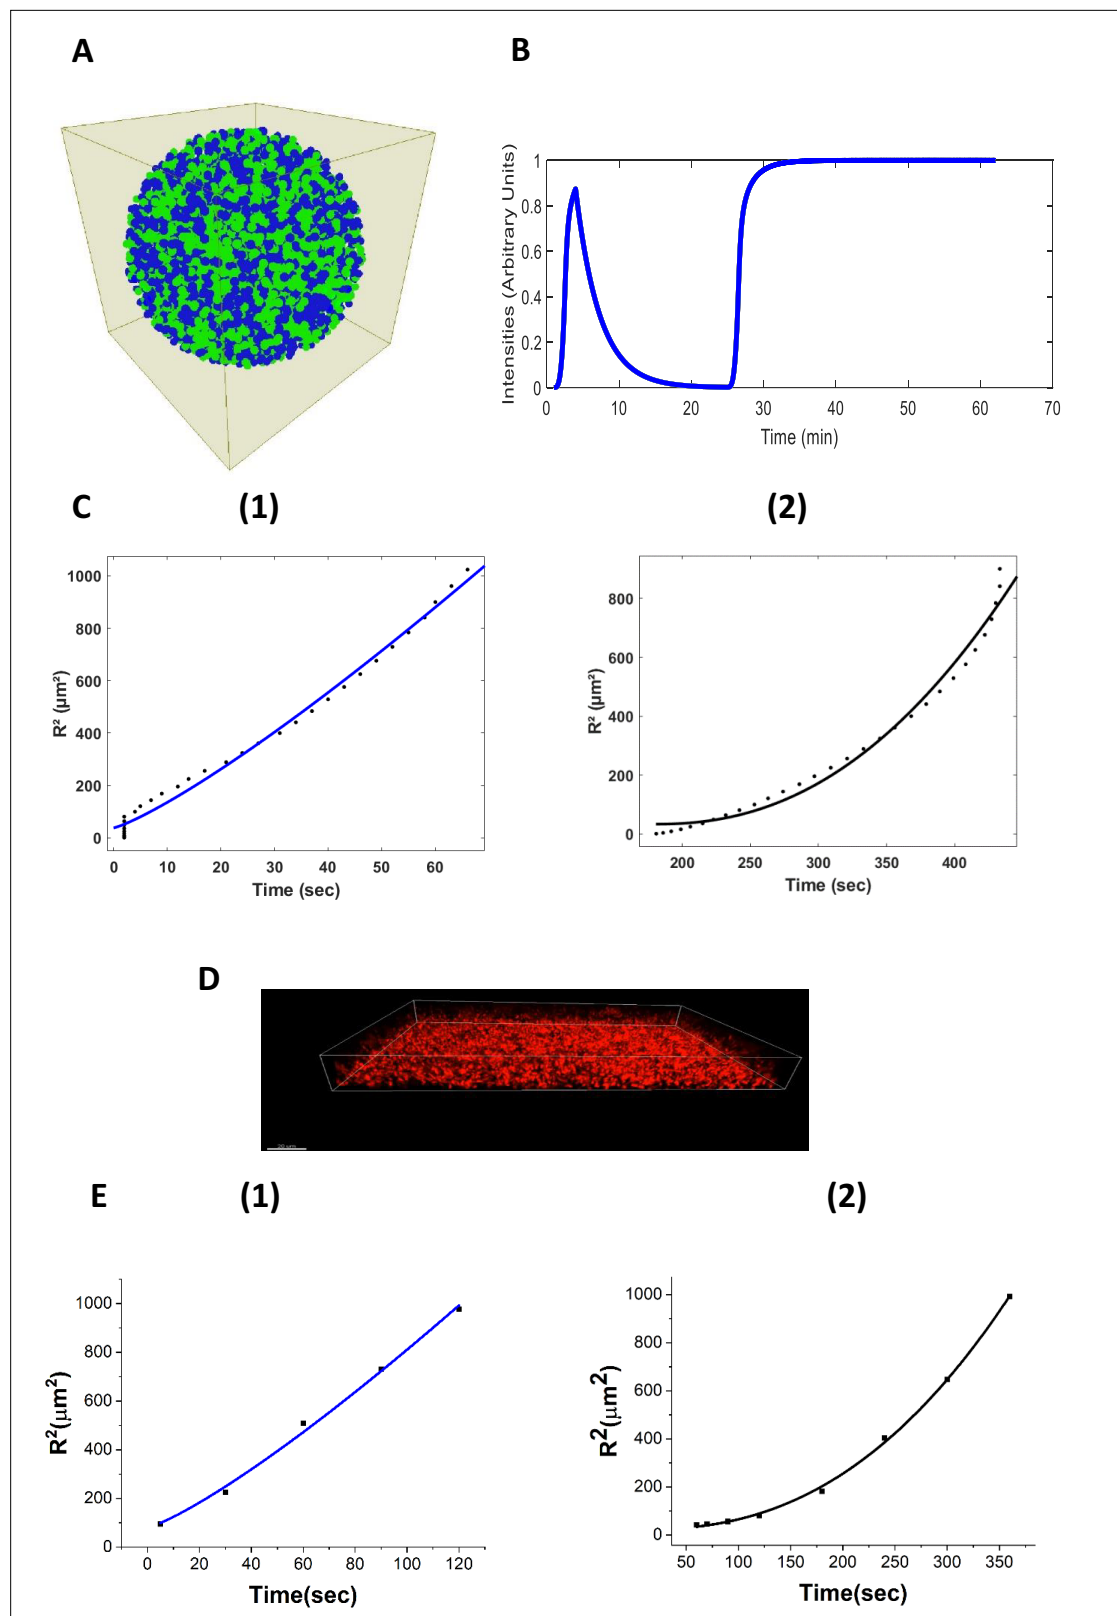 A
B
Intensities (Arbitrary Units)
1
0.8
0.6
0.4
0.2
0
0 10 20 30 40 50 60 70
Time (min)
C (1) (2)
R² (µm²)
1000
800
600
400
200
0
0 10 20 30 40 50 60
Time (sec)
R² (µm²)
800
600
400
200
0
200 250 300 350 400
Time (sec)
D
20 µm
E (1) (2)
R²(µm²)
1000
800
600
400
200
0
0 20 40 60 80 100 120
Time(sec)
R²(µm²)
1000
800
600
400
200
0
50 100 150 200 250 300 350
Time(sec)